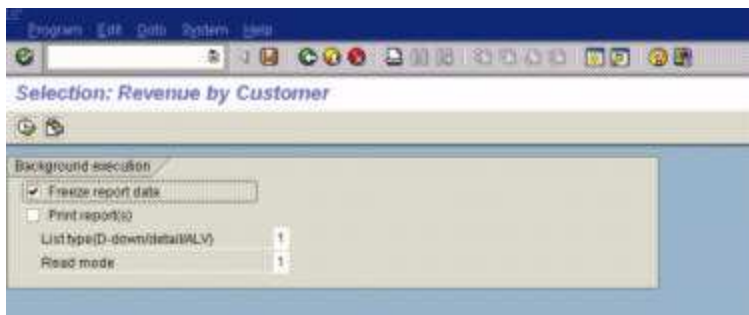 Program Edit Goto System Help
Selection: Revenue by Customer
Background execution
Freeze report data
Print report(s)
List type(D-down/detail/ALV) 1
Read mode 1